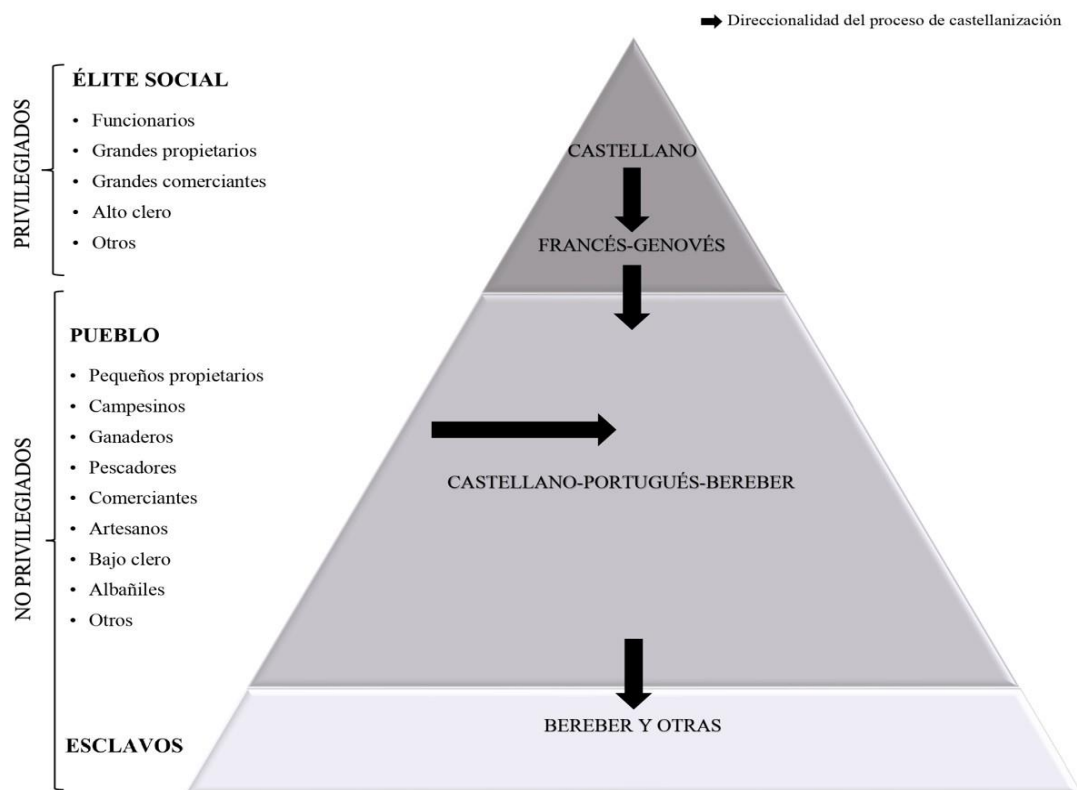 Direccionalidad del proceso de castellanización
PRIVILEGIADOS
ÉLITE SOCIAL
• Funcionarios
• Grandes propietarios
• Grandes comerciantes
• Alto clero
• Otros
CASTELLANO
FRANCÉS-GENOVÉS
NO PRIVILEGIADOS
PUEBLO
• Pequeños propietarios
• Campesinos
• Ganaderos
• Pescadores
• Comerciantes
• Artesanos
• Bajo clero
• Albañiles
• Otros
CASTELLANO-PORTUGUÉS-BEREBER
ESCLAVOS
BEREBER Y OTRAS